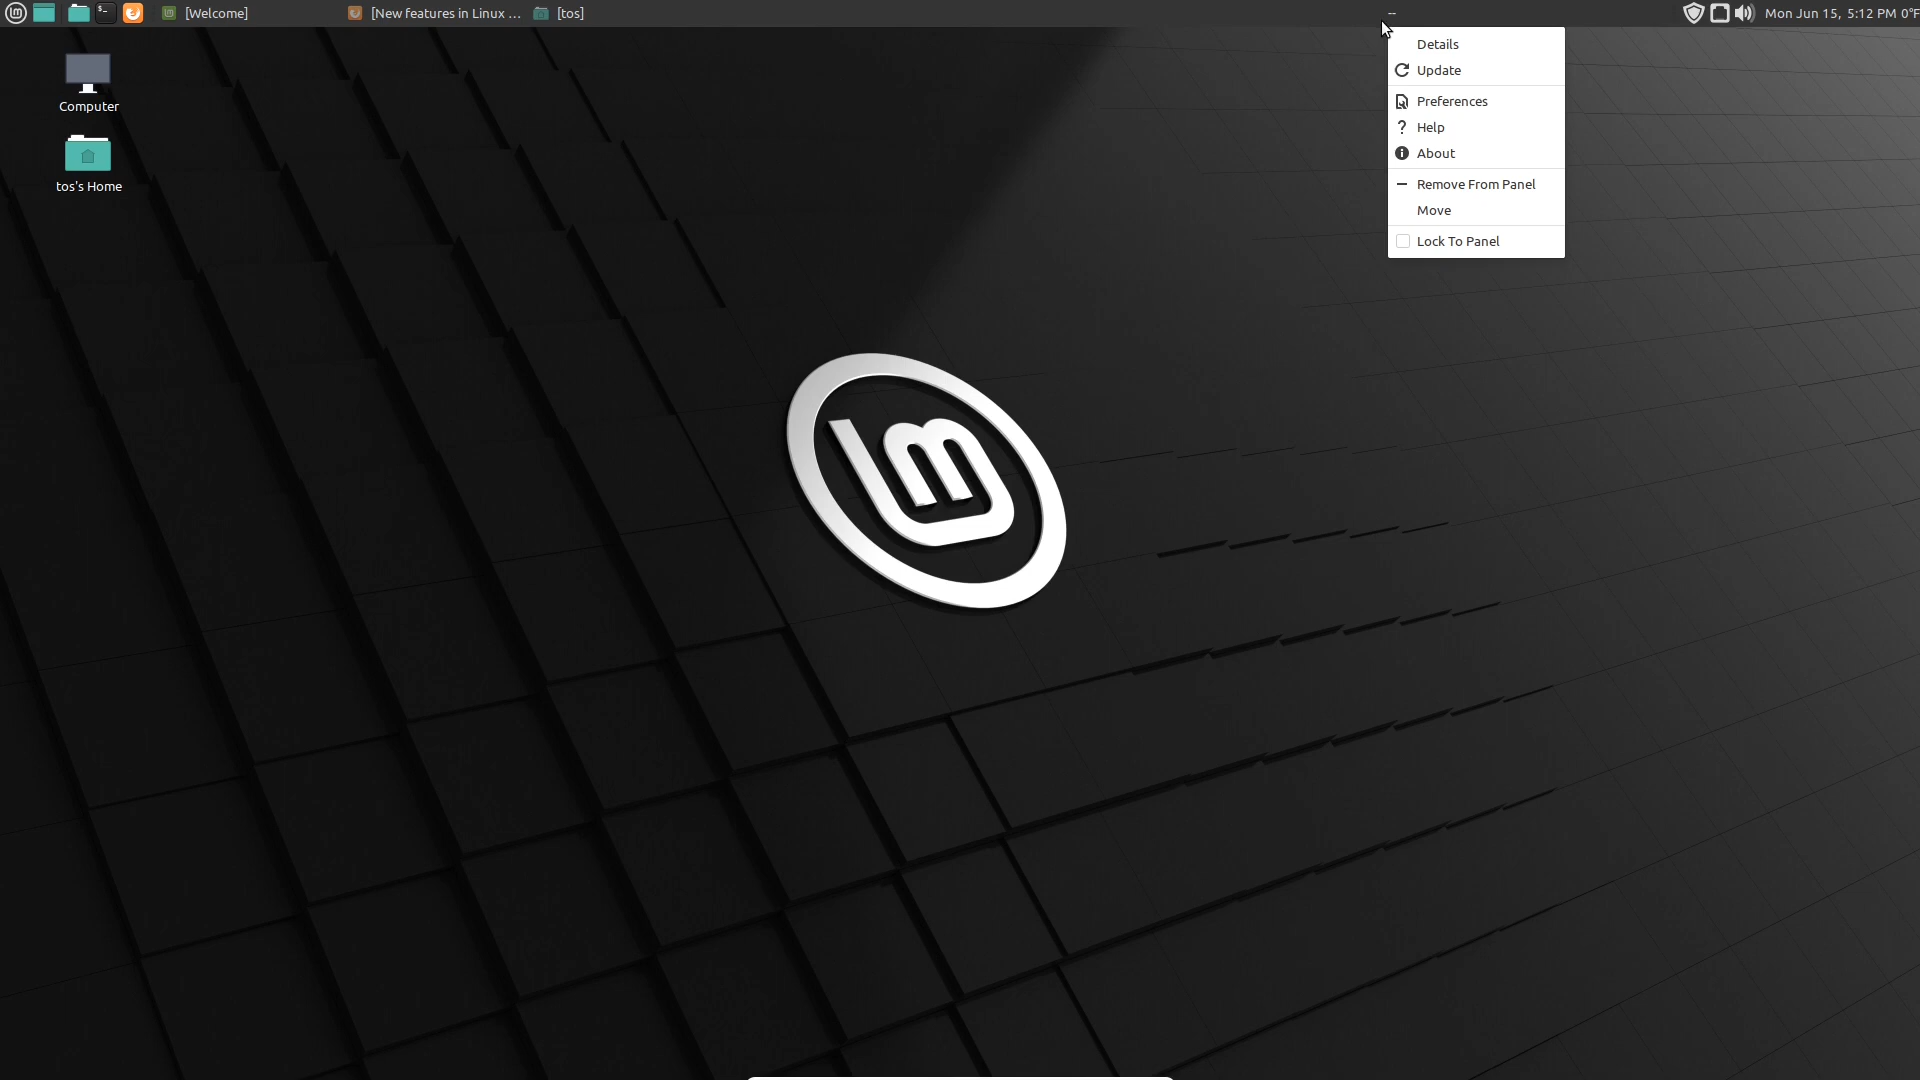 [Welcome]
[New features in Linux ...
[tos]
--
Mon Jun 15, 5:12 PM 0°F
Computer
tos's Home
Details
Update
Preferences
Help
About
Remove From Panel
Move
Lock To Panel